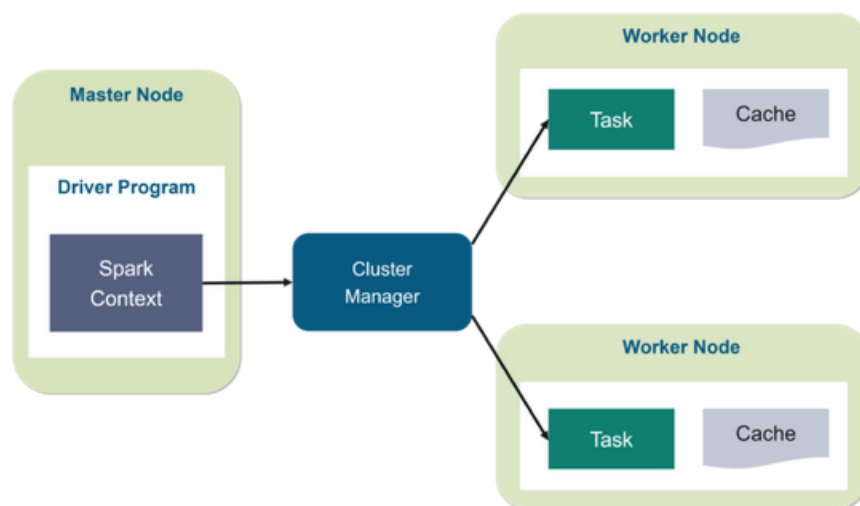 Master Node
Driver Program
Spark
Context
Cluster
Manager
Worker Node
Task
Cache
Worker Node
Task
Cache